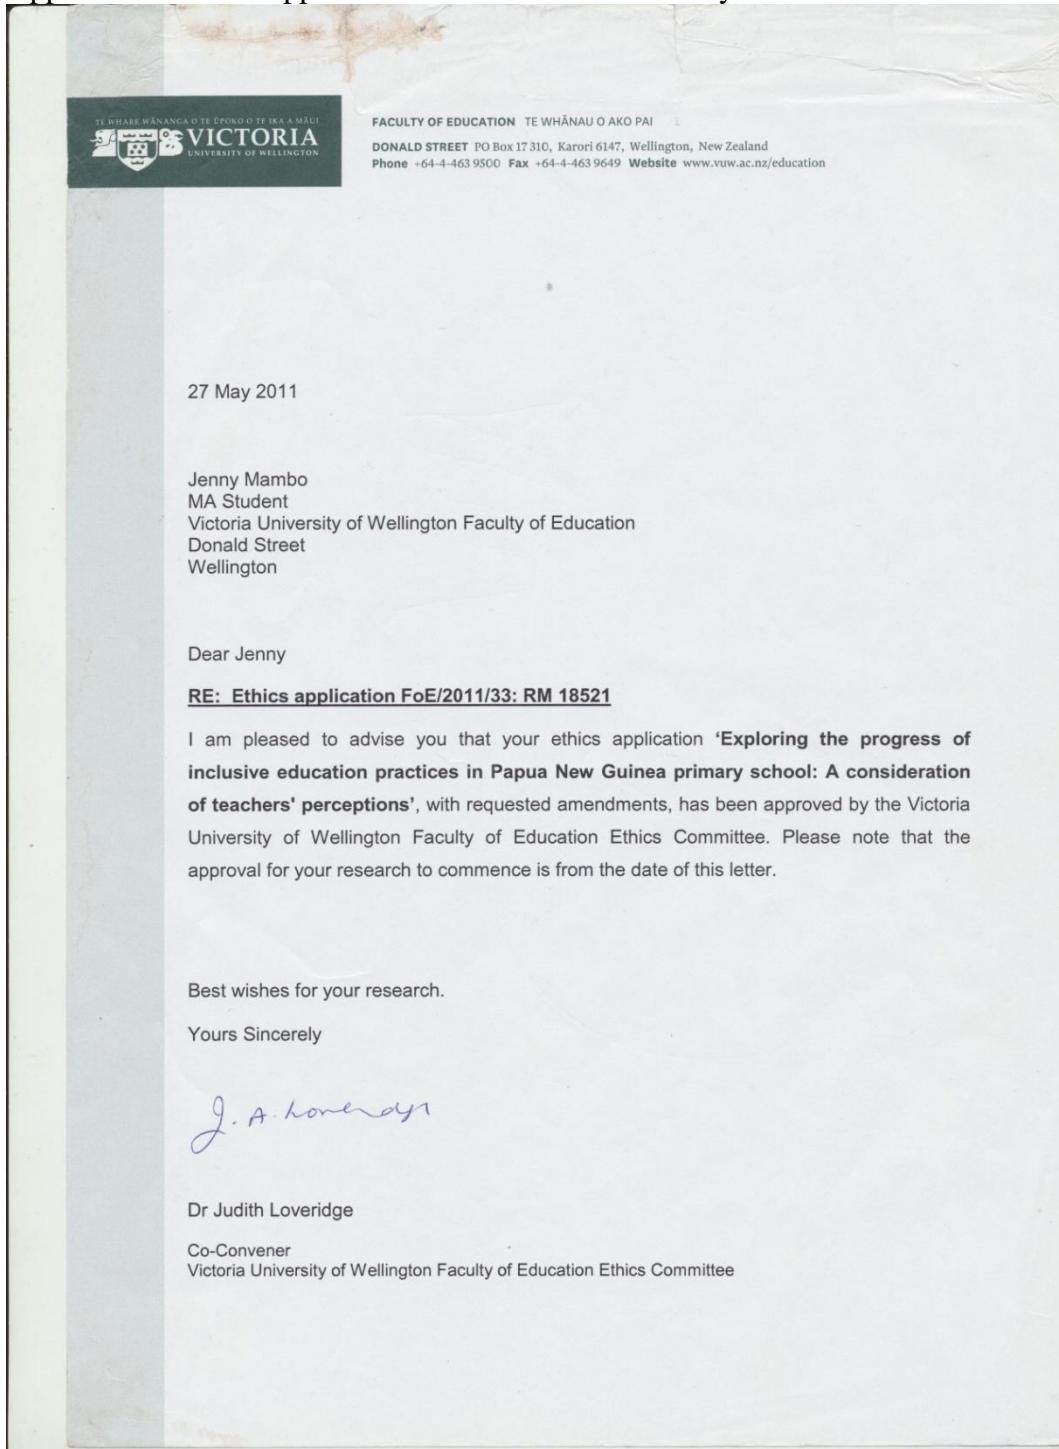 TE WHARE WĀNANGA O TE ŪPOKO O TE IKA A MĀUI
VICTORIA
UNIVERSITY OF WELLINGTON
FACULTY OF EDUCATION TE WHĀNAU O AKO PAI
DONALD STREET PO Box 17 310, Karori 6147, Wellington, New Zealand
Phone +64-4-463 9500 Fax +64-4-463 9649 Website www.vuw.ac.nz/education
27 May 2011
Jenny Mambo
MA Student
Victoria University of Wellington Faculty of Education
Donald Street
Wellington
Dear Jenny
RE: Ethics application FoE/2011/33: RM 18521
I am pleased to advise you that your ethics application ‘Exploring the progress of
inclusive education practices in Papua New Guinea primary school: A consideration
of teachers' perceptions’, with requested amendments, has been approved by the Victoria
University of Wellington Faculty of Education Ethics Committee. Please note that the
approval for your research to commence is from the date of this letter.
Best wishes for your research.
Yours Sincerely
J. A. Loveridge
Dr Judith Loveridge
Co-Convener
Victoria University of Wellington Faculty of Education Ethics Committee